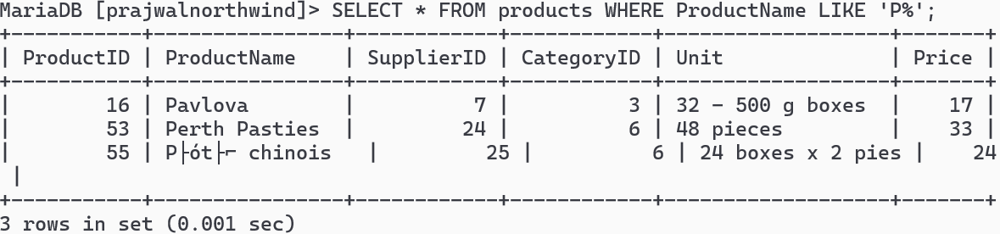 MariaDB [prajwalnorthwind]> SELECT * FROM products WHERE ProductName LIKE 'P%';
+-----------+----------------+------------+------------+-------------------+-------+
| ProductID | ProductName    | SupplierID | CategoryID | Unit              | Price |
+-----------+----------------+------------+------------+-------------------+-------+
|        16 | Pavlova        |          7 |          3 | 32 - 500 g boxes  |    17 |
|        53 | Perth Pasties  |         24 |          6 | 48 pieces         |    33 |
|        55 | P├ót├⌐ chinois   |         25 |          6 | 24 boxes x 2 pies |    24
 |
+-----------+----------------+------------+------------+-------------------+-------+
3 rows in set (0.001 sec)